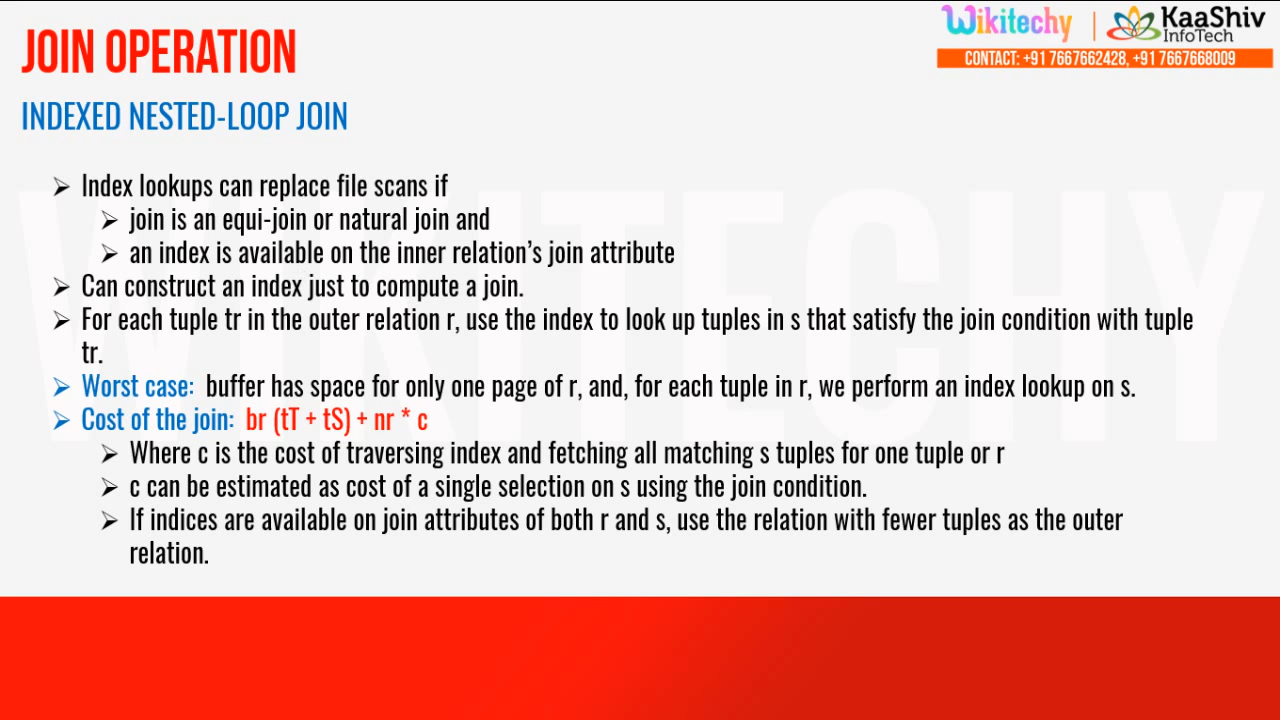 JOIN OPERATION
Wikitechy | KaaShiv
InfoTech
CONTACT: +91 7667662428, +91 7667668009
INDEXED NESTED-LOOP JOIN
WIKITECHY
➢ Index lookups can replace file scans if
➢ join is an equi-join or natural join and
➢ an index is available on the inner relation’s join attribute
➢ Can construct an index just to compute a join.
➢ For each tuple tr in the outer relation r, use the index to look up tuples in s that satisfy the join condition with tuple
tr.
➢ Worst case: buffer has space for only one page of r, and, for each tuple in r, we perform an index lookup on s.
➢ Cost of the join: br (tT + tS) + nr * c
➢ Where c is the cost of traversing index and fetching all matching s tuples for one tuple or r
➢ c can be estimated as cost of a single selection on s using the join condition.
➢ If indices are available on join attributes of both r and s, use the relation with fewer tuples as the outer
relation.